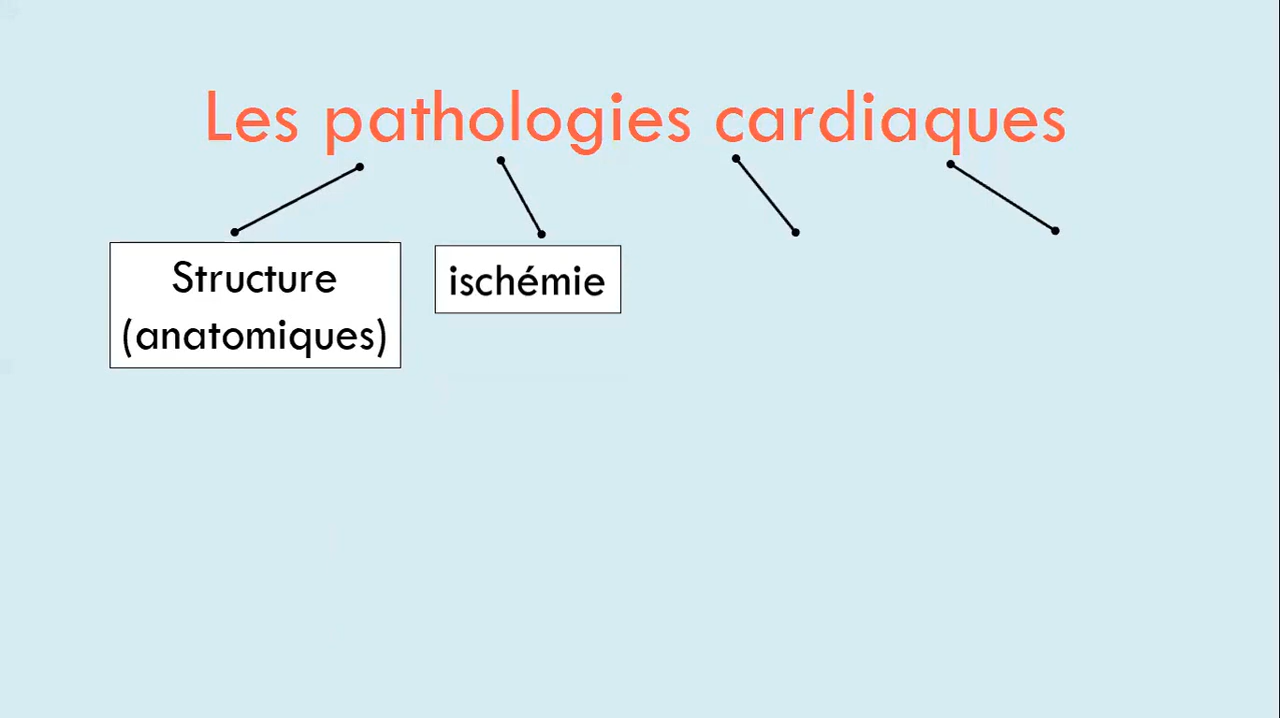 Les pathologies cardiaques
Structure
(anatomiques)
ischémie